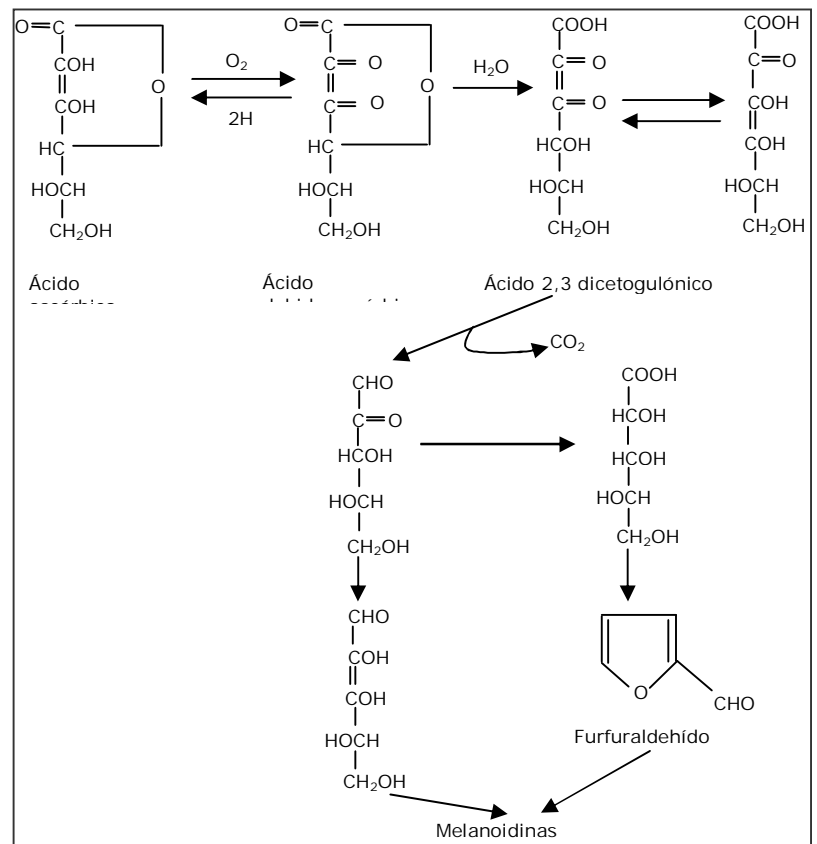 O=C
COH
COH
O
HC
HOCH
CH₂OH
O₂
2H
O=C
C=O
C=O
O
HC
HOCH
CH₂OH
H₂O
COOH
C=O
C=O
HCOH
HOCH
CH₂OH
COOH
C=O
COH
COH
HOCH
CH₂OH
Ácido
Ácido
Ácido 2,3 dicetogulónico
CO₂
CHO
C=O
HCOH
HOCH
CH₂OH
COOH
HCOH
HCOH
HOCH
CH₂OH
CHO
COH
COH
HOCH
CH₂OH
O
CHO
Furfuraldehído
Melanoidinas